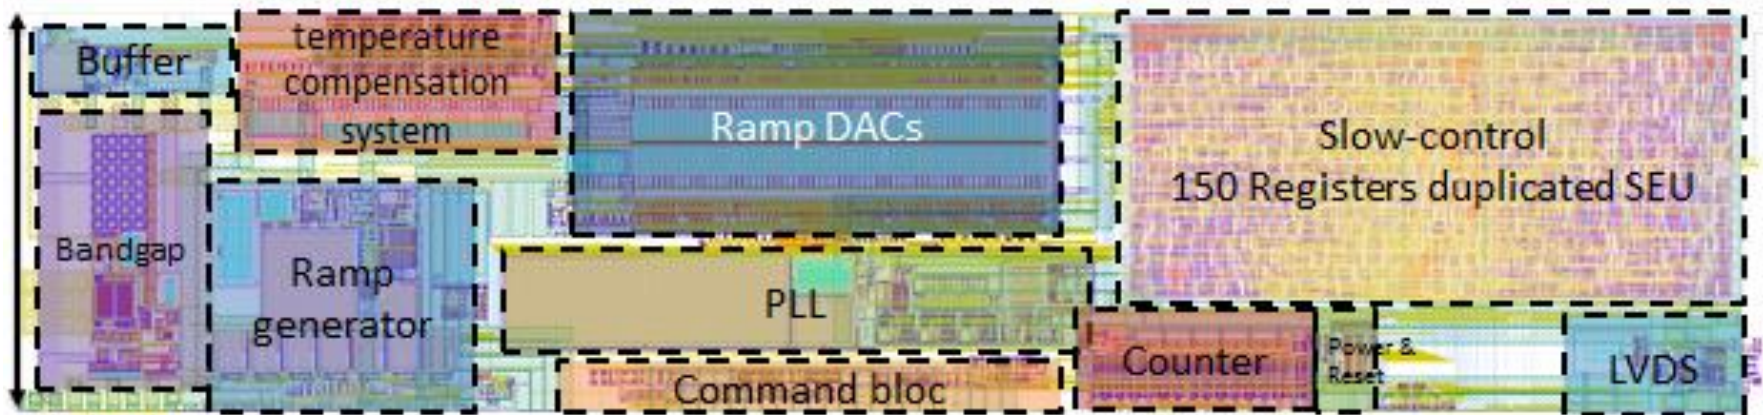 Buffer
temperature
compensation
system
Ramp DACs
Slow-control
150 Registers duplicated SEU
Bandgap
Ramp
generator
PLL
Counter
Power &
Reset
LVDS
Command bloc